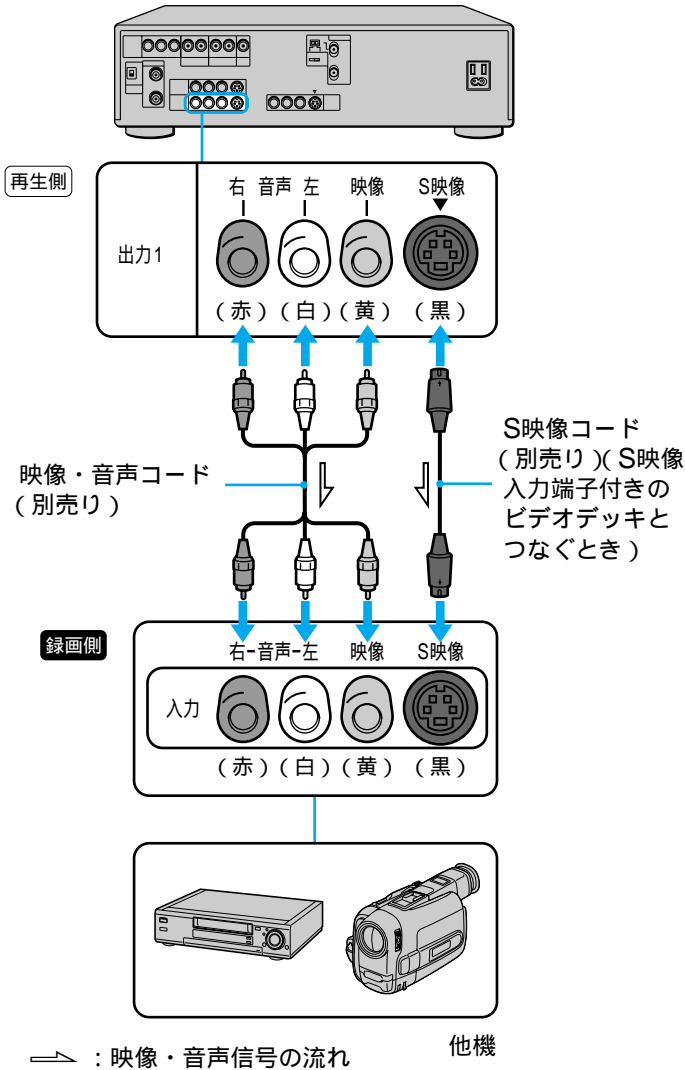 再生側
右 音声 左 映像 S映像
出力1
(赤)(白)(黄) (黒)
映像・音声コード
(別売り)
S映像コード
(別売り)(S映像
入力端子付きの
ビデオデッキと
つなぐとき)
録画側
右-音声-左 映像 S映像
入力
(赤)(白)(黄) (黒)
他機
:映像・音声信号の流れ